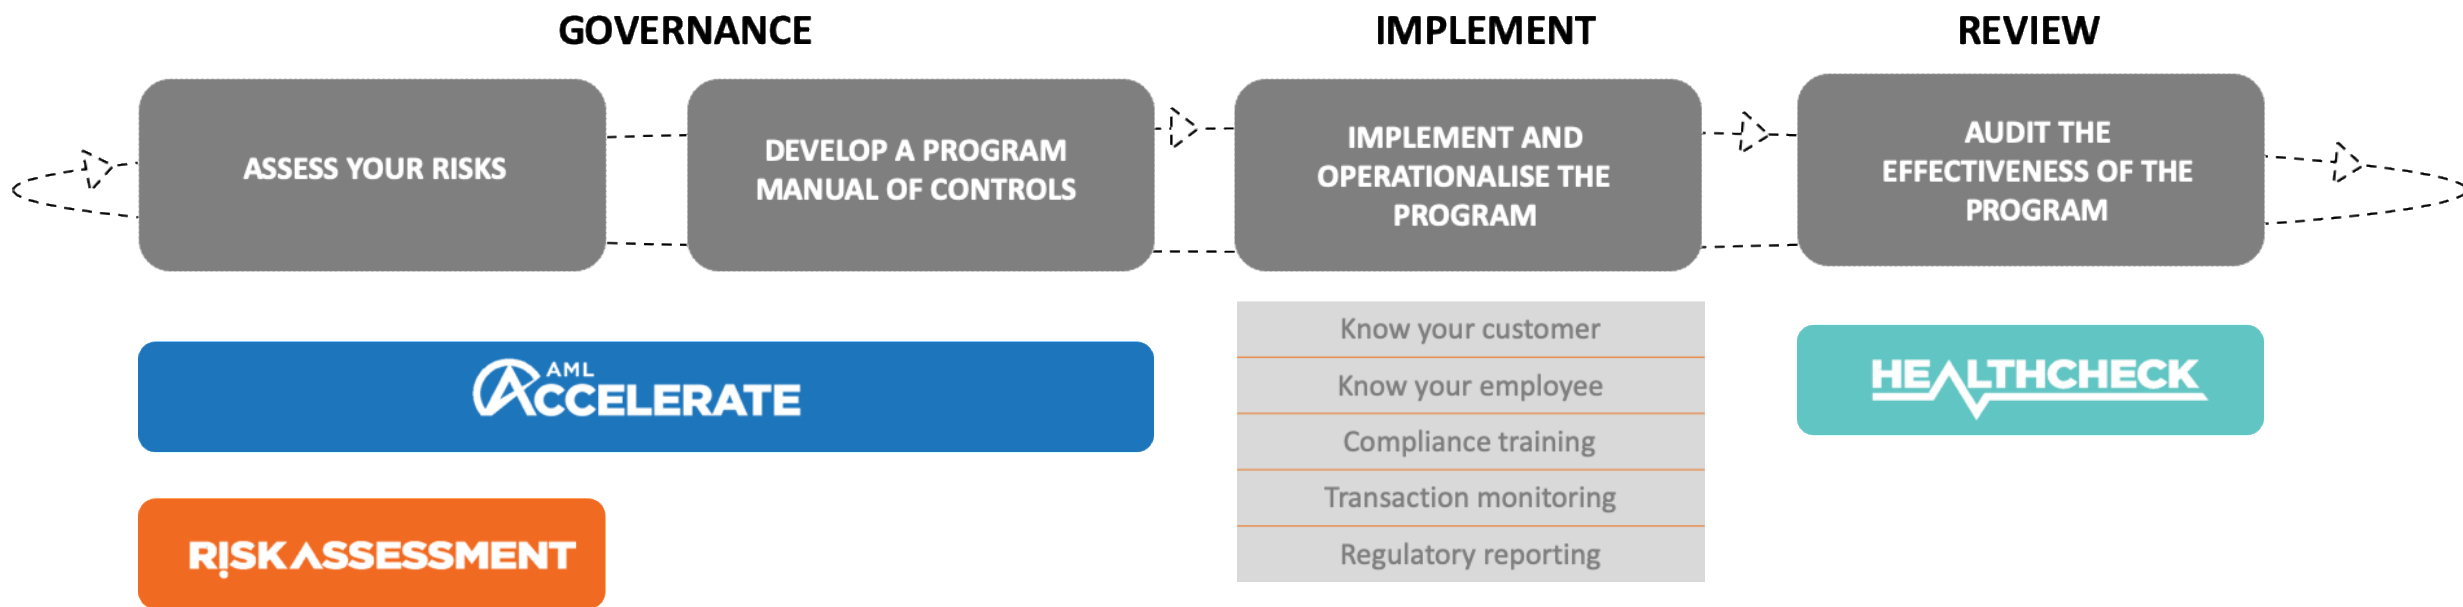 GOVERNANCE
IMPLEMENT
REVIEW
ASSESS YOUR RISKS
DEVELOP A PROGRAM
MANUAL OF CONTROLS
IMPLEMENT AND
OPERATIONALISE THE
PROGRAM
AUDIT THE
EFFECTIVENESS OF THE
PROGRAM
AML
ACCELERATE
RISKASSESSMENT
Know your customer
Know your employee
Compliance training
Transaction monitoring
Regulatory reporting
HEALTHCHECK